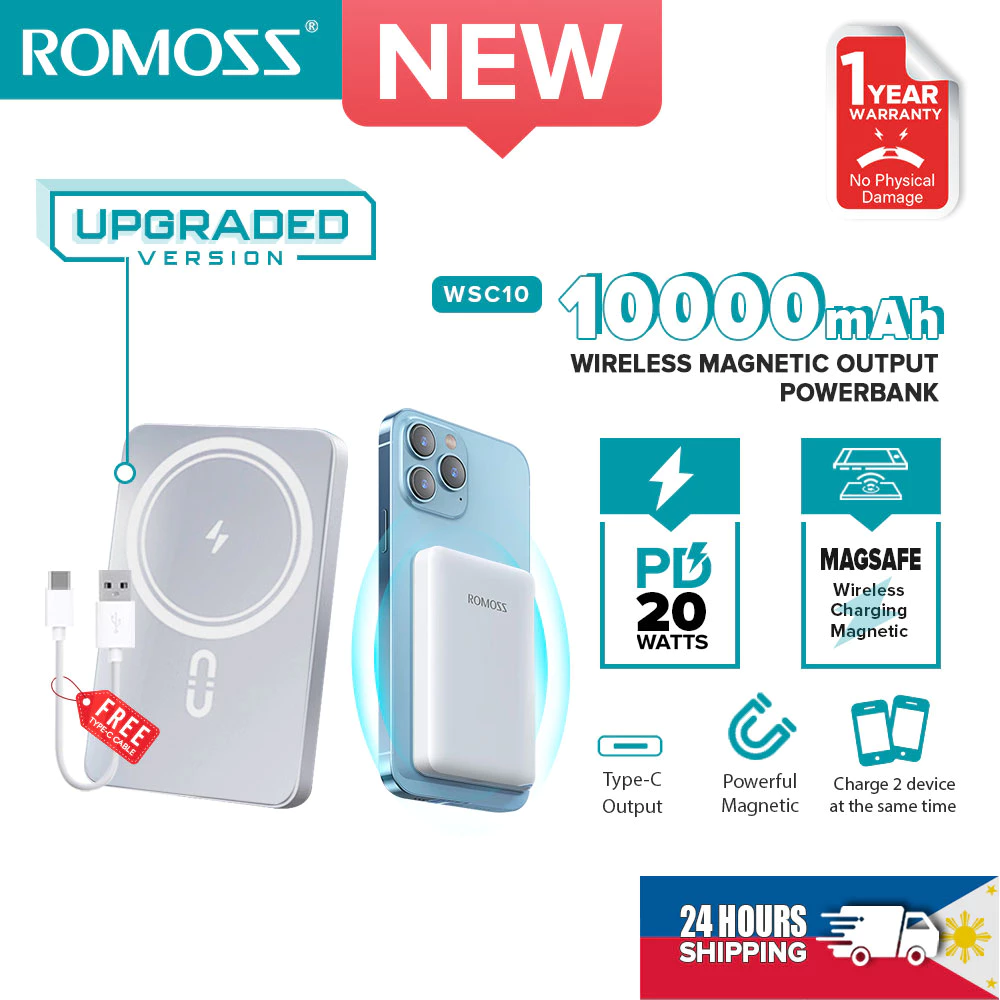 ROMOSS®
NEW
1 YEAR
WARRANTY
No Physical
Damage
UPGRADED
VERSION
WSC10
10000mAh
WIRELESS MAGNETIC OUTPUT
POWERBANK
PD
20
WATTS
MAGSAFE
Wireless
Charging
Magnetic
ROMOSS
FREE
TYPE-C CABLE
Type-C
Output
Powerful
Magnetic
Charge 2 device
at the same time
24 HOURS
SHIPPING